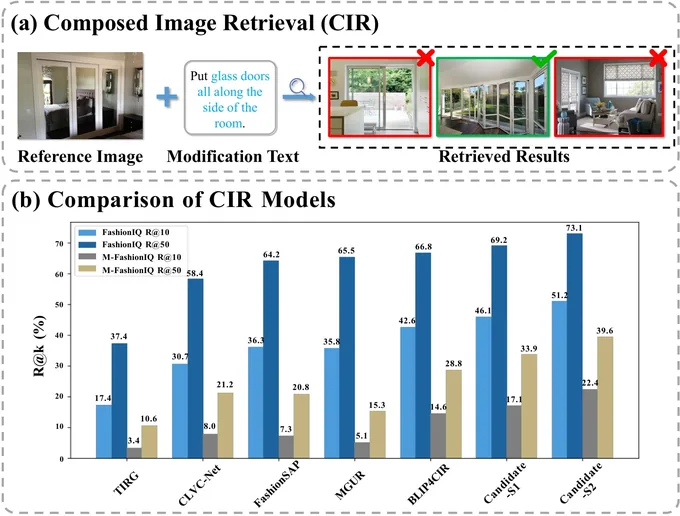 (a) Composed Image Retrieval (CIR)
Put glass doors
all along the
side of the
room.
Reference Image
Modification Text
Retrieved Results
(b) Comparison of CIR Models
FashionIQ R@10
FashionIQ R@50
M-FashionIQ R@10
M-FashionIQ R@50
R@k (%)
70
60
50
40
30
20
10
0
17.4
37.4
3.4
10.6
30.7
58.4
8.0
21.2
36.3
64.2
7.3
20.8
35.8
65.5
5.1
15.3
42.6
66.8
14.6
28.8
46.1
69.2
17.1
33.9
51.2
73.1
22.4
39.6
TIRG
CLVC-Net
FashionSAP
MGUR
BLIP4CIR
Candidate
-S1
Candidate
-S2